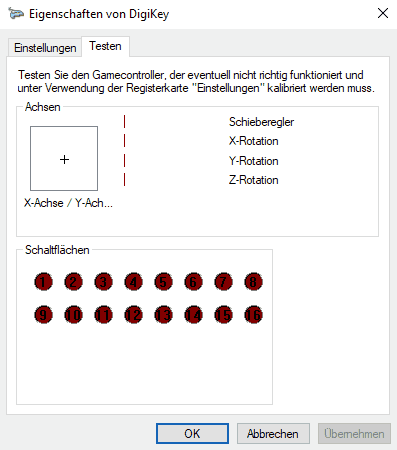 Eigenschaften von DigiKey
Einstellungen Testen
Testen Sie den Gamecontroller, der eventuell nicht richtig funktioniert und
unter Verwendung der Registerkarte "Einstellungen" kalibriert werden muss.
Achsen
Schieberegler
X-Rotation
Y-Rotation
Z-Rotation
X-Achse / Y-Ach...
Schaltflächen
1 2 3 4 5 6 7 8
9 10 11 12 13 14 15 16
OK Abbrechen Übernehmen